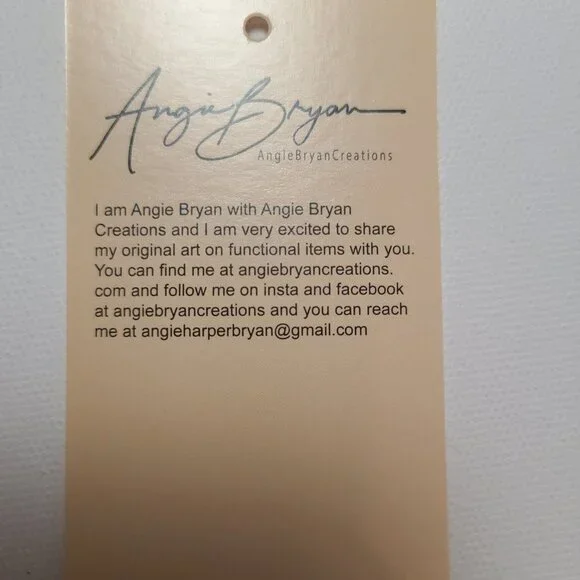 Angie Bryan
AngieBryanCreations
I am Angie Bryan with Angie Bryan
Creations and I am very excited to share
my original art on functional items with you.
You can find me at angiebryancreations.
com and follow me on insta and facebook
at angiebryancreations and you can reach
me at angieharperbryan@gmail.com